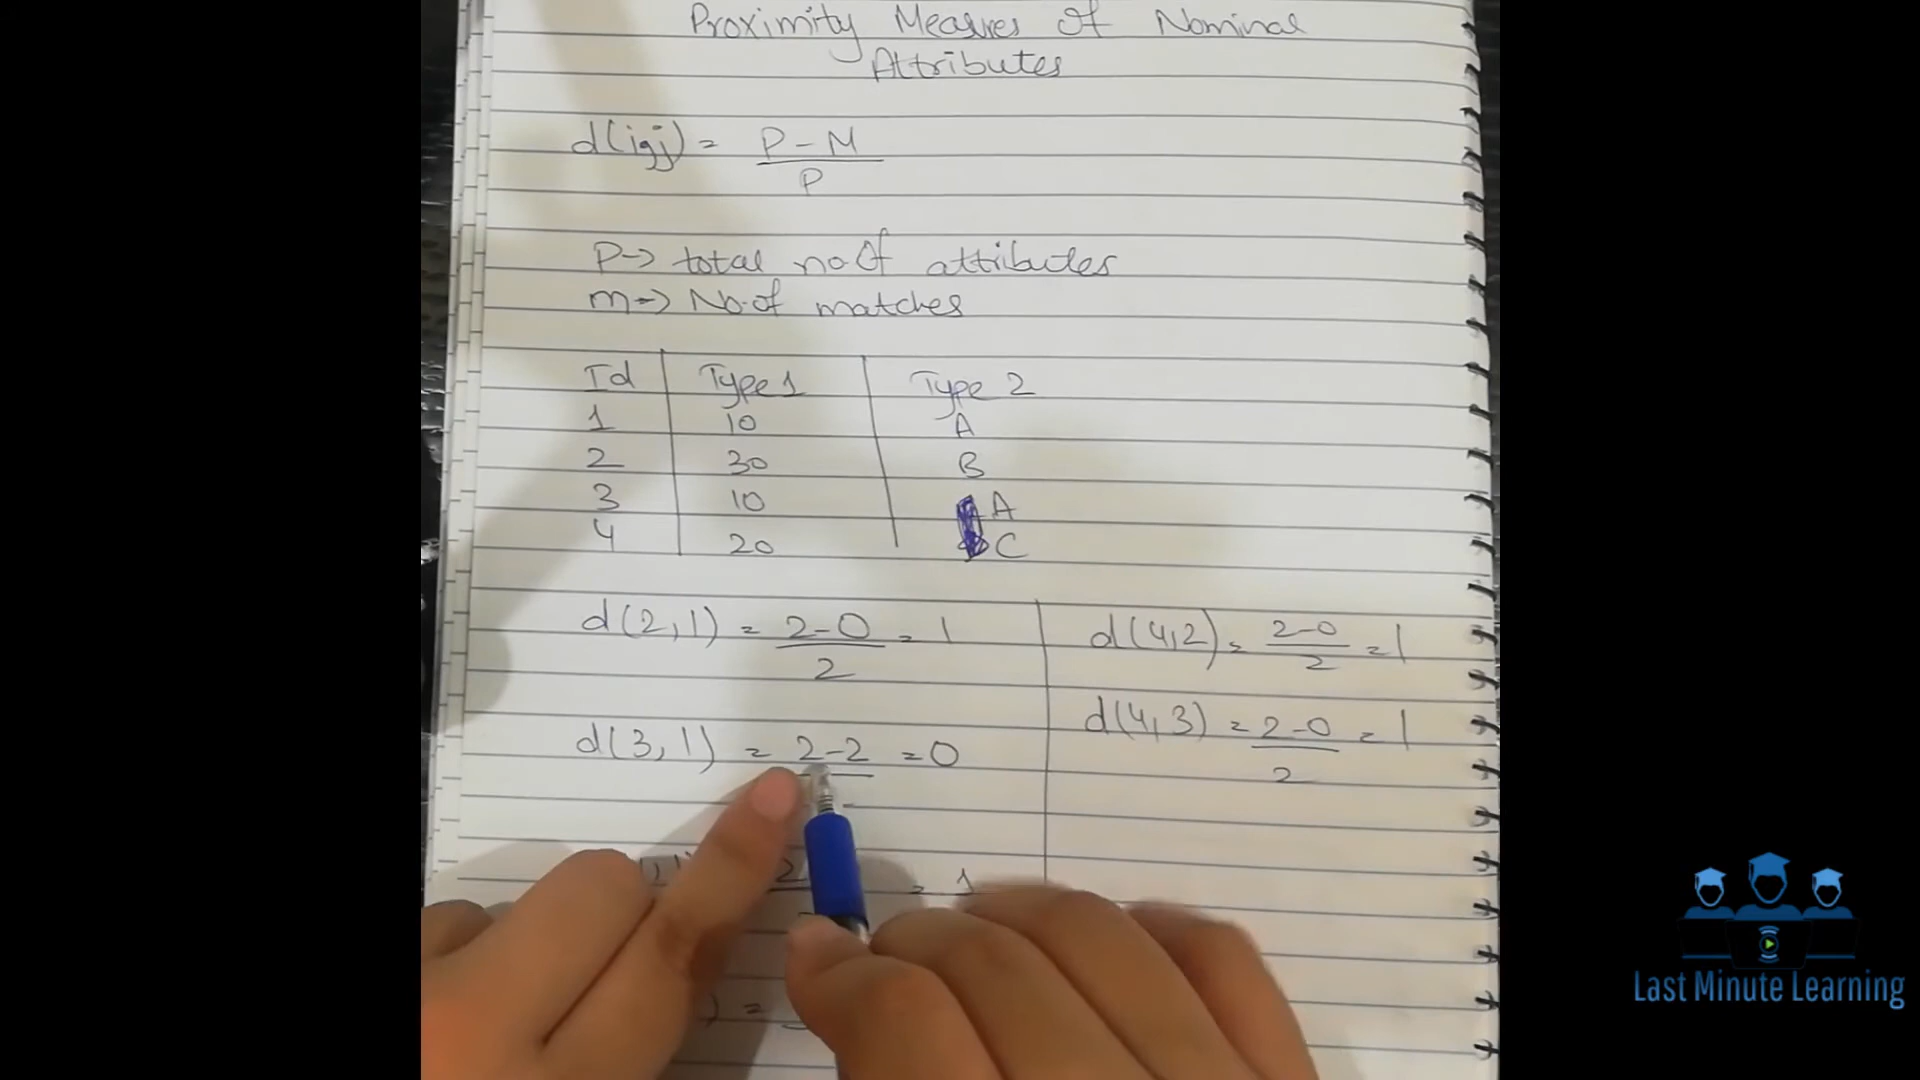 Proximity Measures Of Nominal
Attributes
d(i,j) = P - M
P
P-> total no Of attributes
m-> No. of matches
Id Type 1 Type 2
1 10 A
2 30 B
3 10 A
4 20 C
d(2,1) = 2-0 = 1
2
d(3,1) = 2-2 = 0
2 = 1
) =
d(4,2) = 2-0 = 1
2
d(4,3) = 2-0 = 1
2
Last Minute Learning